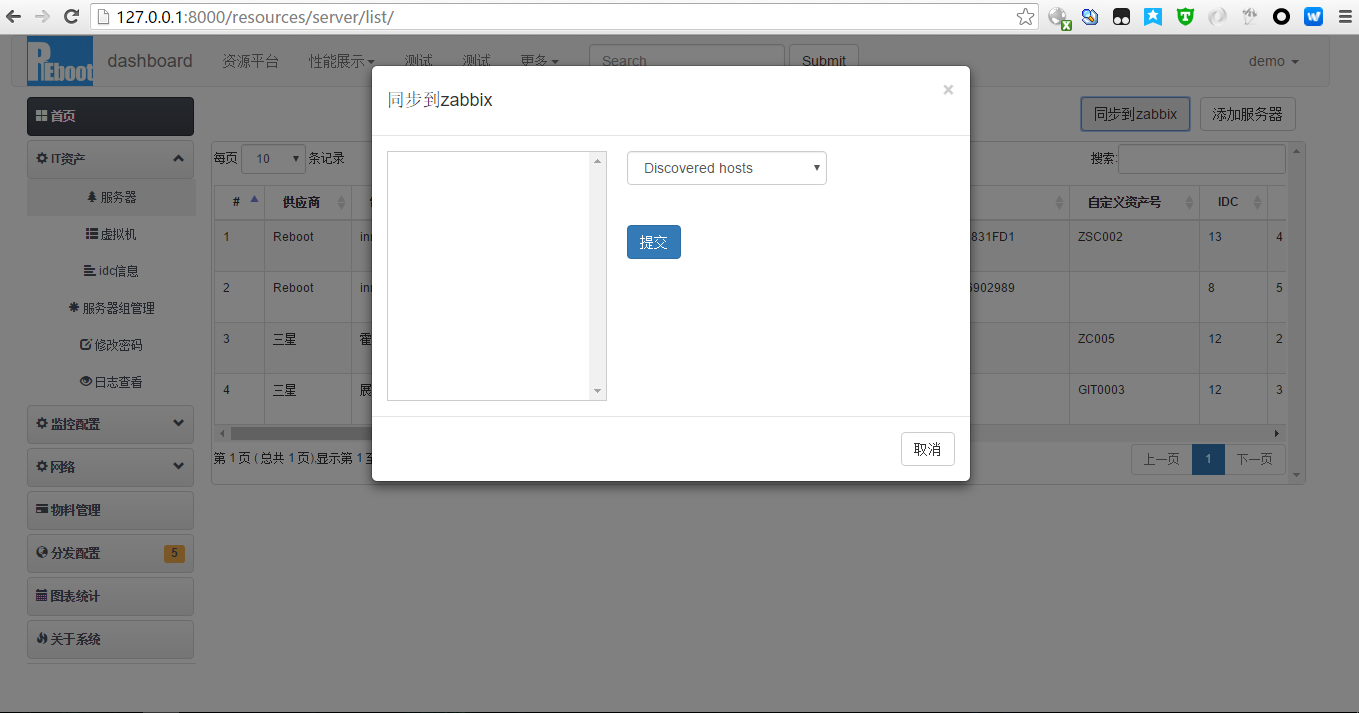 127.0.0.1:8000/resources/server/list/
REboot dashboard 资源平台 性能展示 测试 测试 更多 Search Submit demo
首页
IT资产
服务器
虚拟机
idc信息
服务器组管理
修改密码
日志查看
监控配置
网络
物料管理
分发配置 5
图表统计
关于系统
同步到zabbix ×
Discovered hosts
提交
取消
同步到zabbix 添加服务器
每页 10 条记录 搜索:
# 供应商 自定义资产号 IDC
1 Reboot 831FD1 ZSC002 13 4
2 Reboot 902989 8 5
3 三星 ZC005 12 2
4 三星 GIT0003 12 3
第 1 页 ( 总共 1 页),显示第 1 上一页 1 下一页